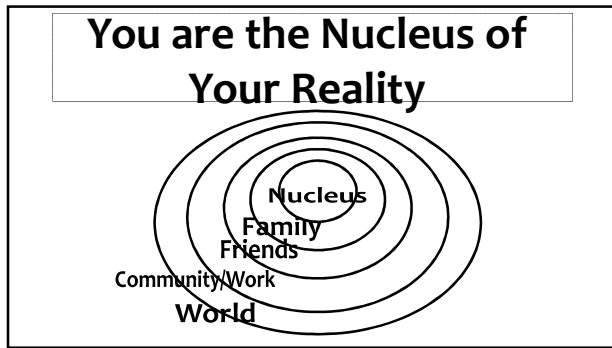 You are the Nucleus of
Your Reality
Nucleus
Family
Friends
Community/Work
World